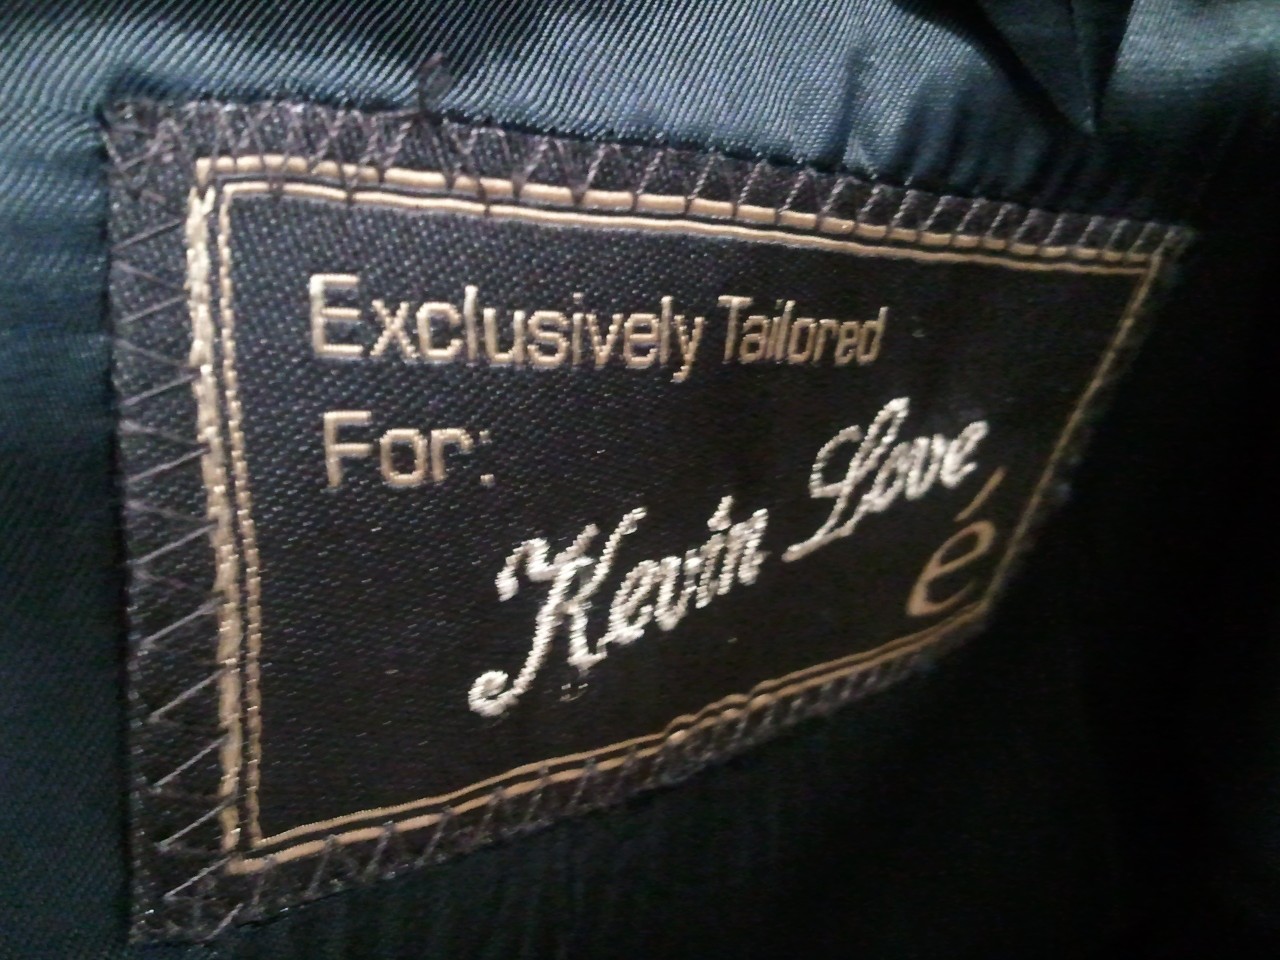 Exclusively Tailored
For:
Kevin Love
é